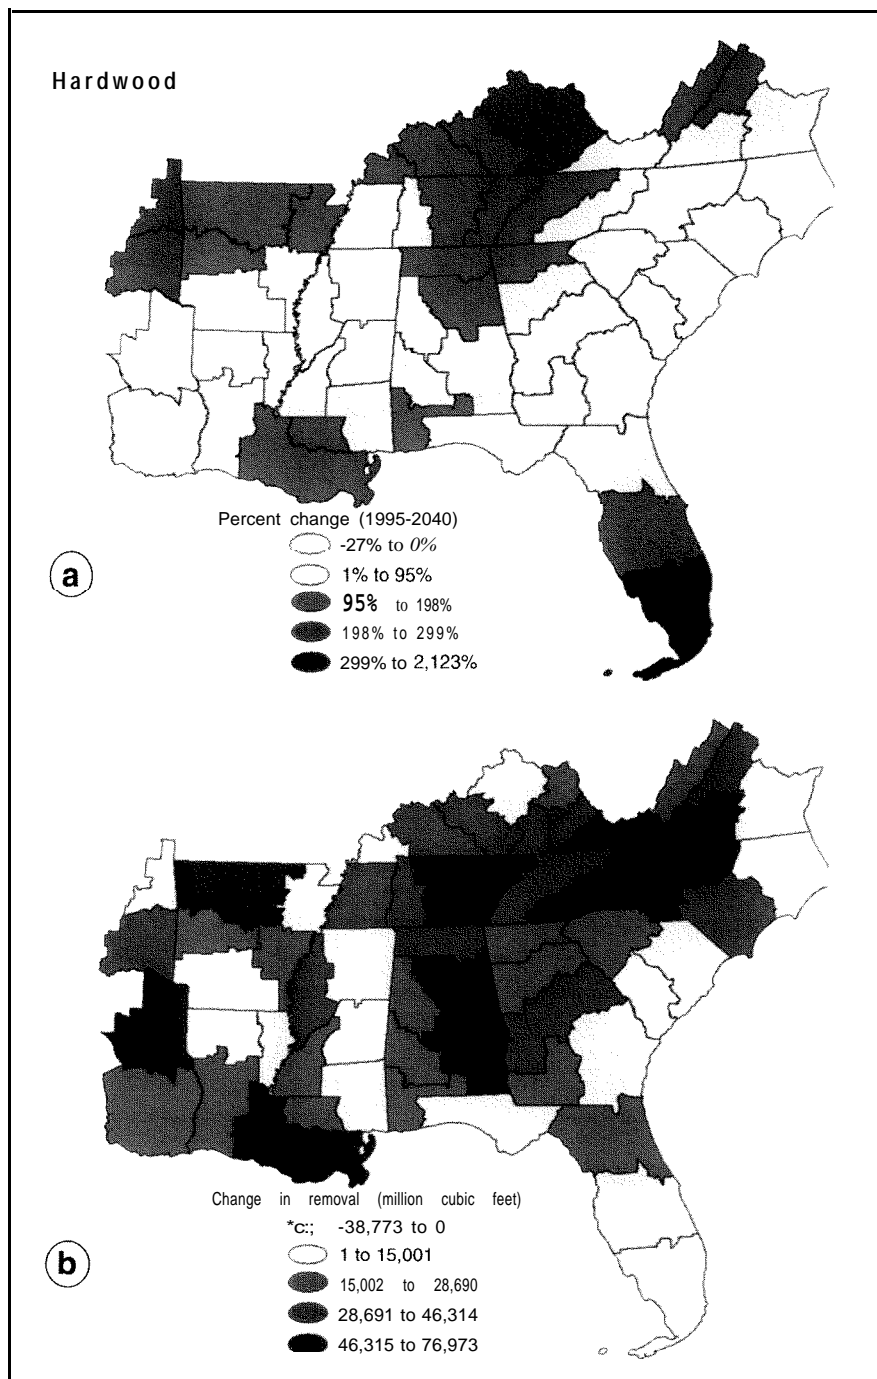 Hardwood
Percent change (1995-2040)
-27% to 0%
1% to 95%
95% to 198%
198% to 299%
299% to 2,123%
a
Change in removal (million cubic feet)
*c:; -38,773 to 0
1 to 15,001
15,002 to 28,690
28,691 to 46,314
46,315 to 76,973
b